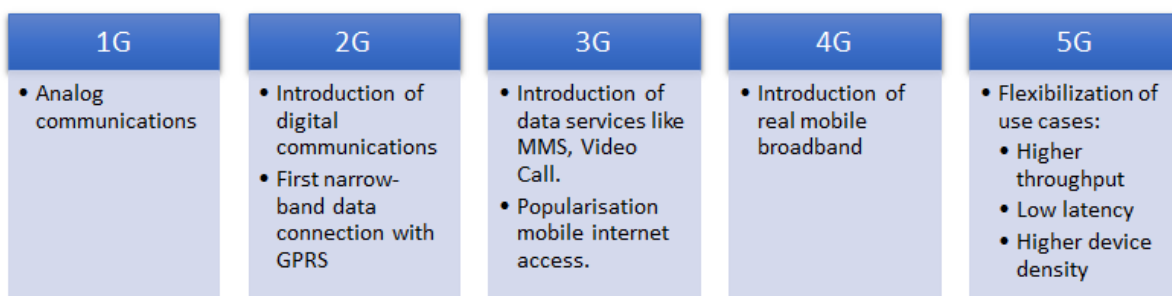 1G
• Analog
communications
2G
• Introduction of
digital
communications
• First narrow-
band data
connection with
GPRS
3G
• Introduction of
data services like
MMS, Video
Call.
• Popularisation
mobile internet
access.
4G
• Introduction of
real mobile
broadband
5G
• Flexibilization of
use cases:
• Higher
throughput
• Low latency
• Higher device
density